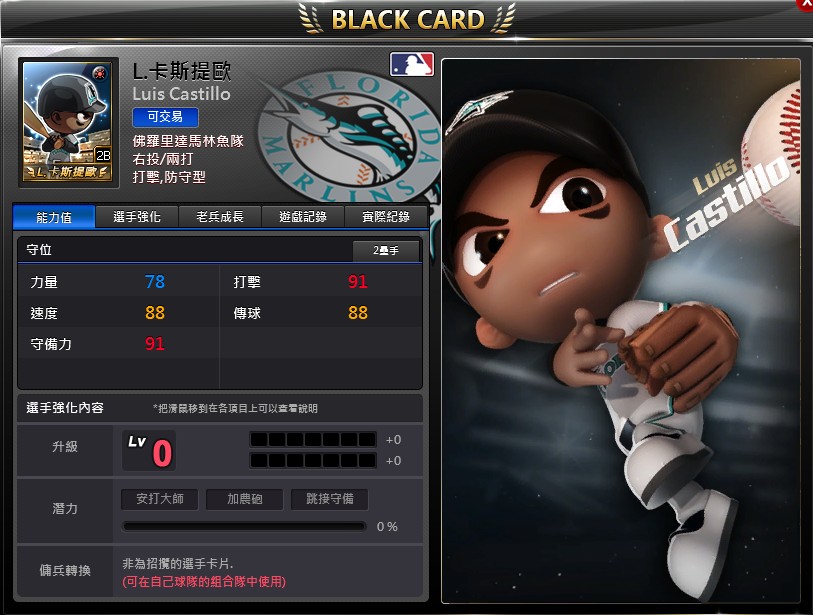 BLACK CARD
X
2B
L.卡斯提歐
L.卡斯提歐
Luis Castillo
可交易
佛羅里達馬林魚隊
右投/兩打
打擊,防守型
FLORIDA
MARLINS
Luis
Castillo
能力值 選手強化 老兵成長 遊戲記錄 實際紀錄
守位 2壘手
力量 78 打擊 91
速度 88 傳球 88
守備力 91
選手強化內容 *把滑鼠移到在各項目上可以查看說明
升級 Lv 0 +0
+0
潛力 安打大師 加農砲 跳接守備
0 %
傭兵轉換 非為招攬的選手卡片.
(可在自己球隊的組合隊中使用)